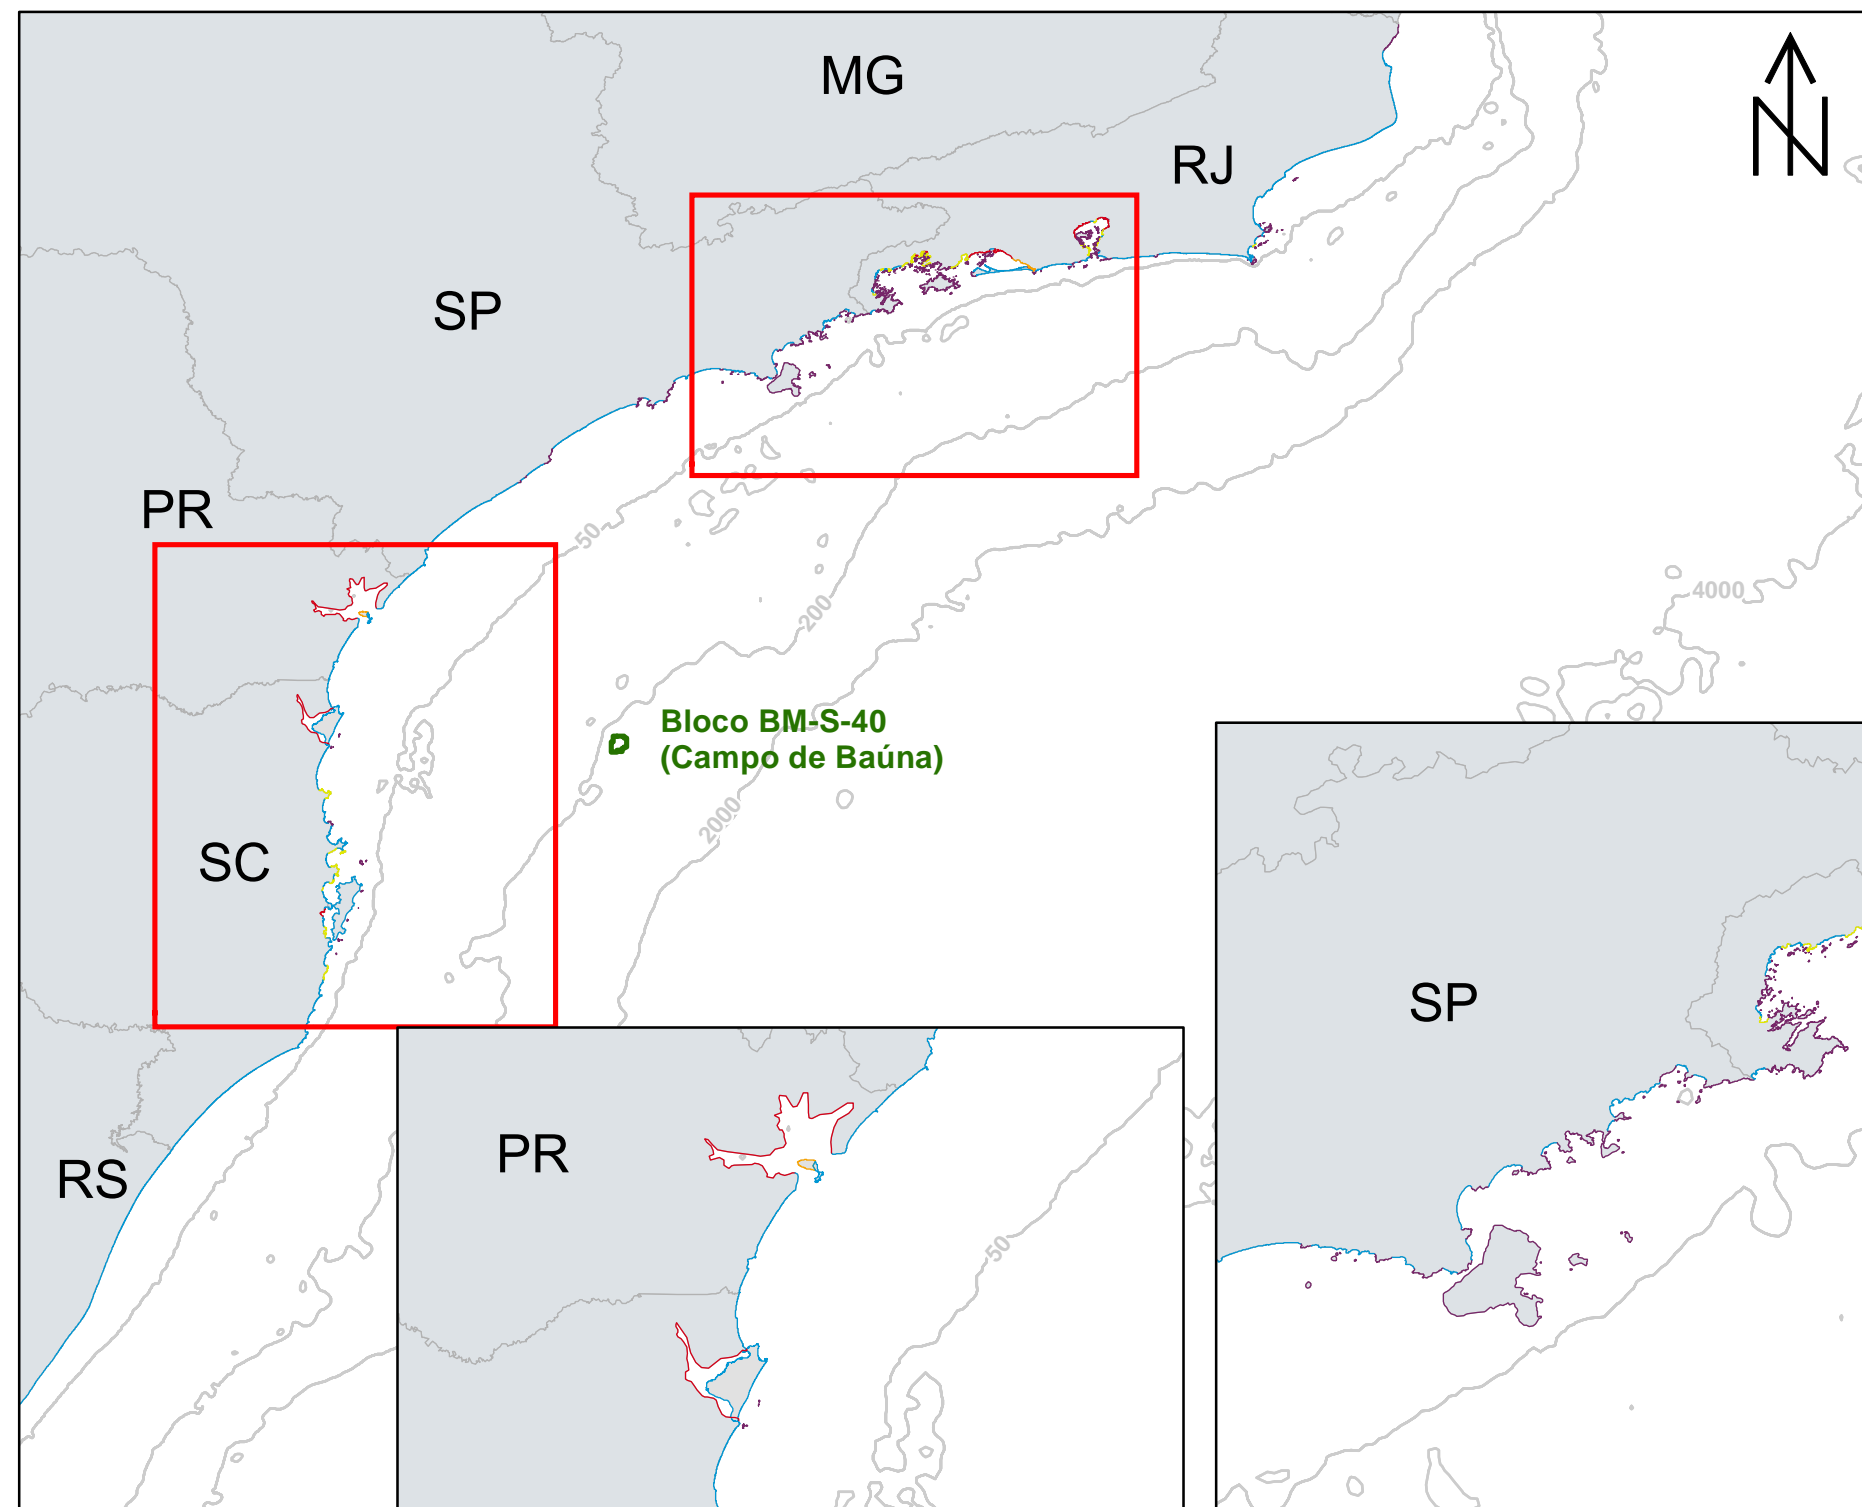 MG
N
RJ
SP
PR
50
200
4000
Bloco BM-S-40
(Campo de Baúna)
2000
SC
SP
PR
RS
50